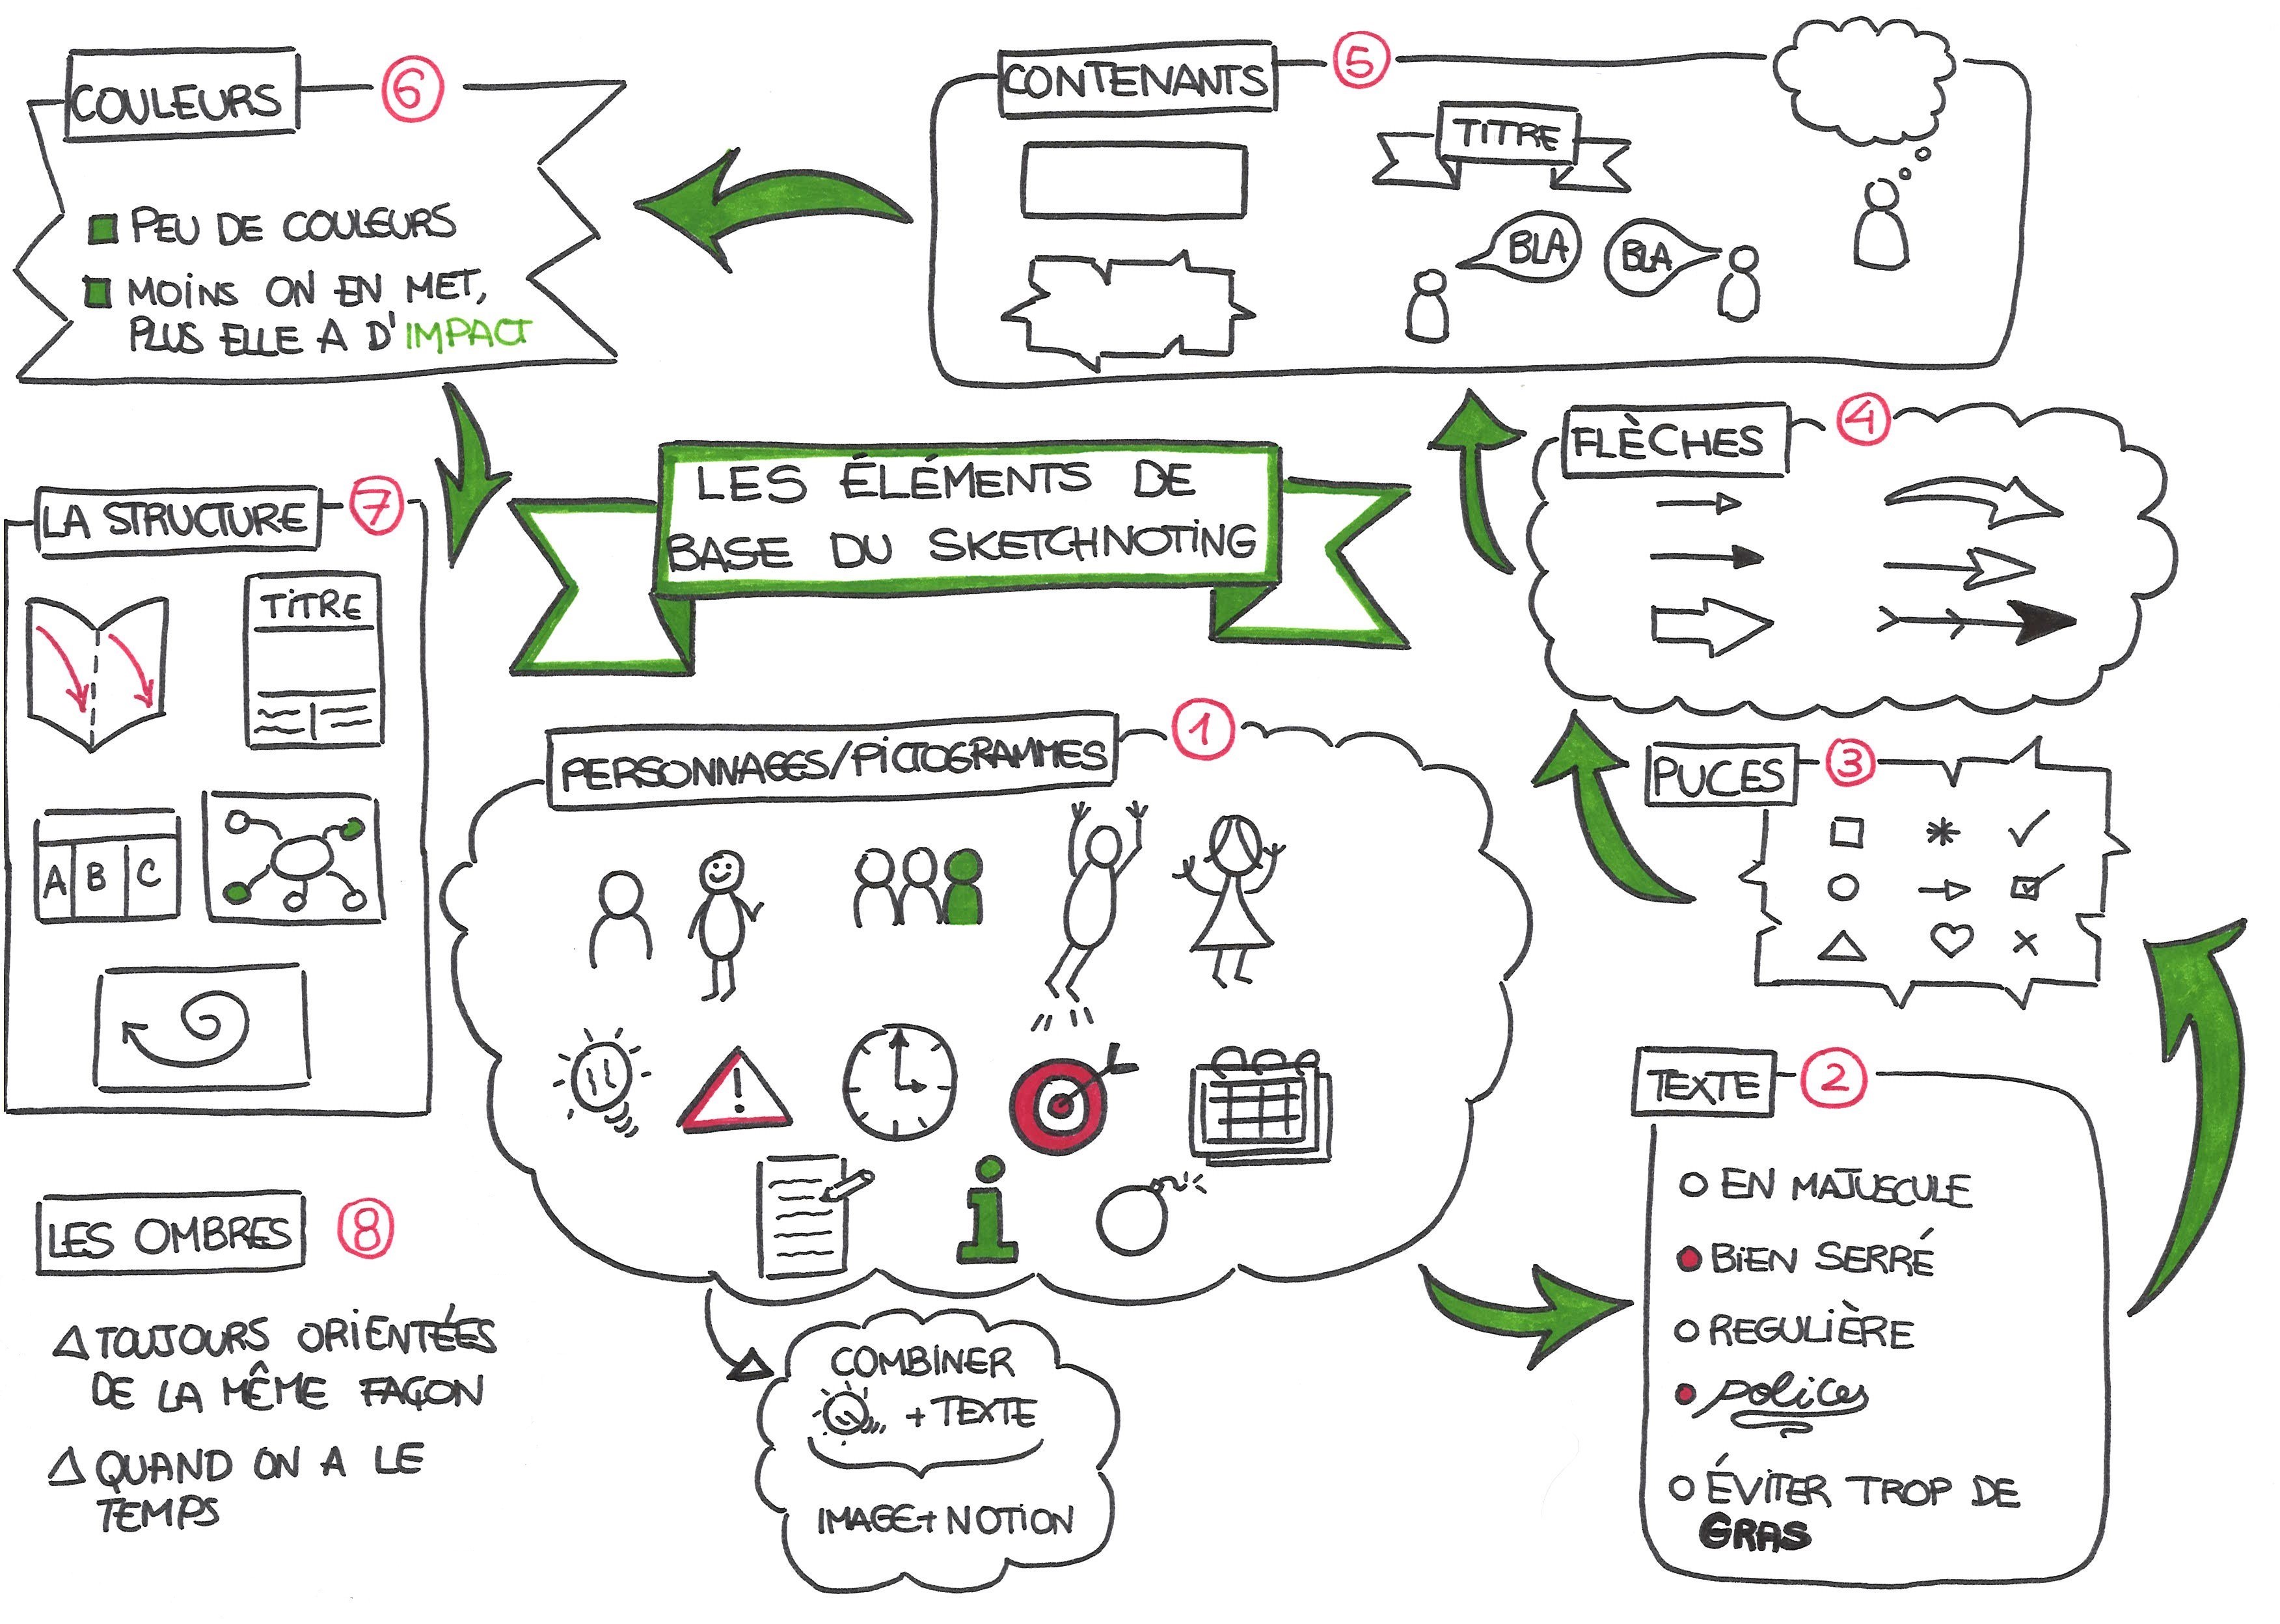 LES ÉLÉMENTS DE
BASE DU SKETCHNOTING
PERSONNAGES/PICTOGRAMMES
1
!
i
COMBINER
+ TEXTE
IMAGE + NOTION
TEXTE
2
EN MAJUSCULE
BIEN SERRÉ
REGULIÈRE
polices
ÉVITER TROP DE
GRAS
PUCES
3
FLÈCHES
4
CONTENANTS
5
TITRE
BLA
BLA
COULEURS
6
PEU DE COULEURS
MOINS ON EN MET,
PLUS ELLE A D'IMPACT
LA STRUCTURE
7
TITRE
A B C
LES OMBRES
8
TOUJOURS ORIENTÉES
DE LA MÊME FAÇON
QUAND ON A LE
TEMPS